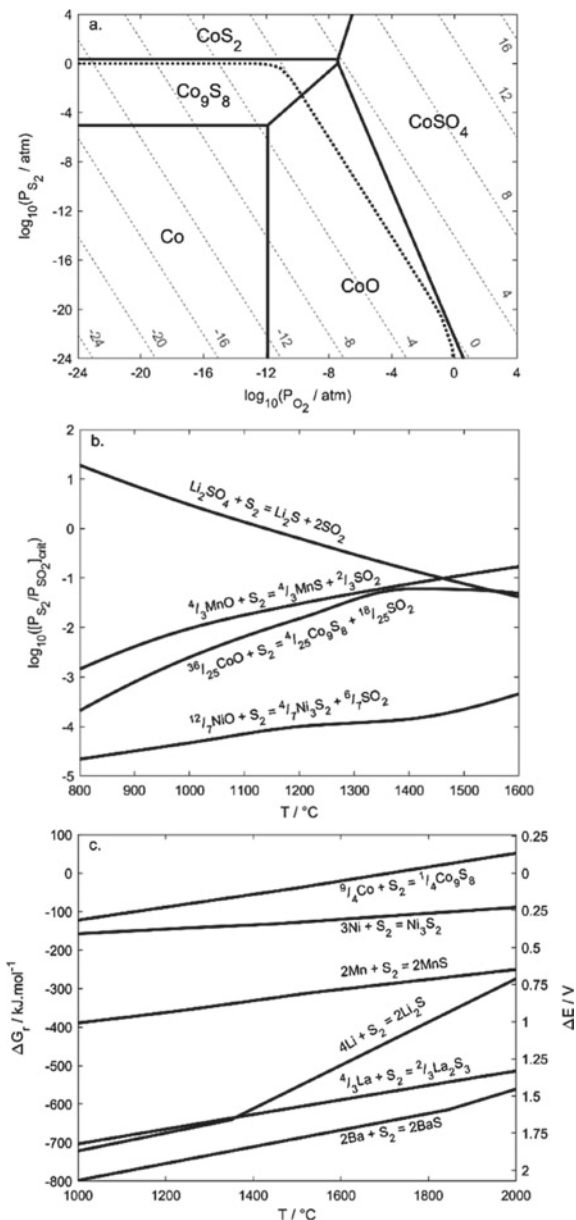 a.
CoS₂
Co₉S₈
CoSO₄
Co
CoO
4
0
-4
-8
-12
-16
-20
-24
log₁₀(P_S₂ / atm)
16
12
8
4
0
-4
-8
-12
-16
-20
-24
-24 -20 -16 -12 -8 -4 0 4
log₁₀(P_O₂ / atm)
b.
2
1
0
-1
-2
-3
-4
-5
log₁₀([P_S₂/P_SO₂]crit)
Li₂SO₄ + S₂ = Li₂S + 2SO₂
⁴/₃MnO + S₂ = ⁴/₃MnS + ²/₃SO₂
³⁶/₂₅CoO + S₂ = ⁴/₂₅Co₉S₈ + ¹⁸/₂₅SO₂
¹²/₇NiO + S₂ = ⁴/₇Ni₃S₂ + ⁶/₇SO₂
800 900 1000 1100 1200 1300 1400 1500 1600
T / °C
c.
100
0
-100
-200
-300
-400
-500
-600
-700
-800
ΔG_r / kJ.mol⁻¹
⁹/₄Co + S₂ = ¹/₄Co₉S₈
3Ni + S₂ = Ni₃S₂
2Mn + S₂ = 2MnS
4Li + S₂ = 2Li₂S
⁴/₃La + S₂ = ²/₃La₂S₃
2Ba + S₂ = 2BaS
0.25
0
0.25
0.5
0.75
1
1.25
1.5
1.75
2
ΔE / V
1000 1200 1400 1600 1800 2000
T / °C